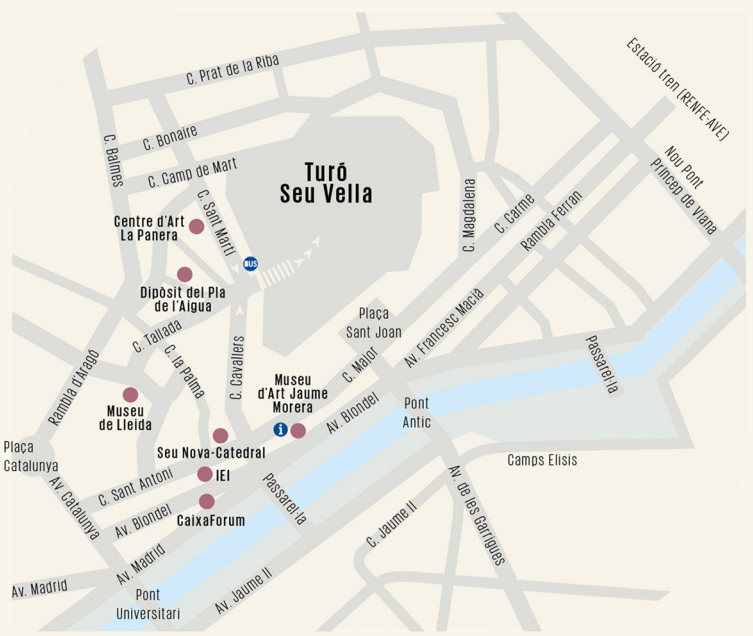 C. Prat de la Riba
Estació tren (RENFE-AVE)
C. Balmes
C. Bonaire
C. Camp de Mart
Turó
Seu Vella
Nou Pont
Príncep de Viana
C. Sant Martí
C. Magdalena
C. Carme
Rambla Ferran
Centre d'Art
La Panera
BUS
Dipòsit del Pla
de l'Aigua
Plaça
Sant Joan
Av. Francesc Macià
C. Tallada
C. la Palma
C. Cavallers
C. Major
Passarel·la
Rambla d'Aragó
Museu
d'Art Jaume
Morera
i
Museu
de Lleida
Av. Blondel
Pont
Antic
Plaça
Catalunya
Seu Nova-Catedral
IEI
C. Sant Antoni
Av. Catalunya
Av. Blondel
CaixaForum
Passarel·la
Camps Elisis
Av. de les Garrigues
C. Jaume II
Av. Madrid
Av. Madrid
Pont
Universitari
Av. Jaume II